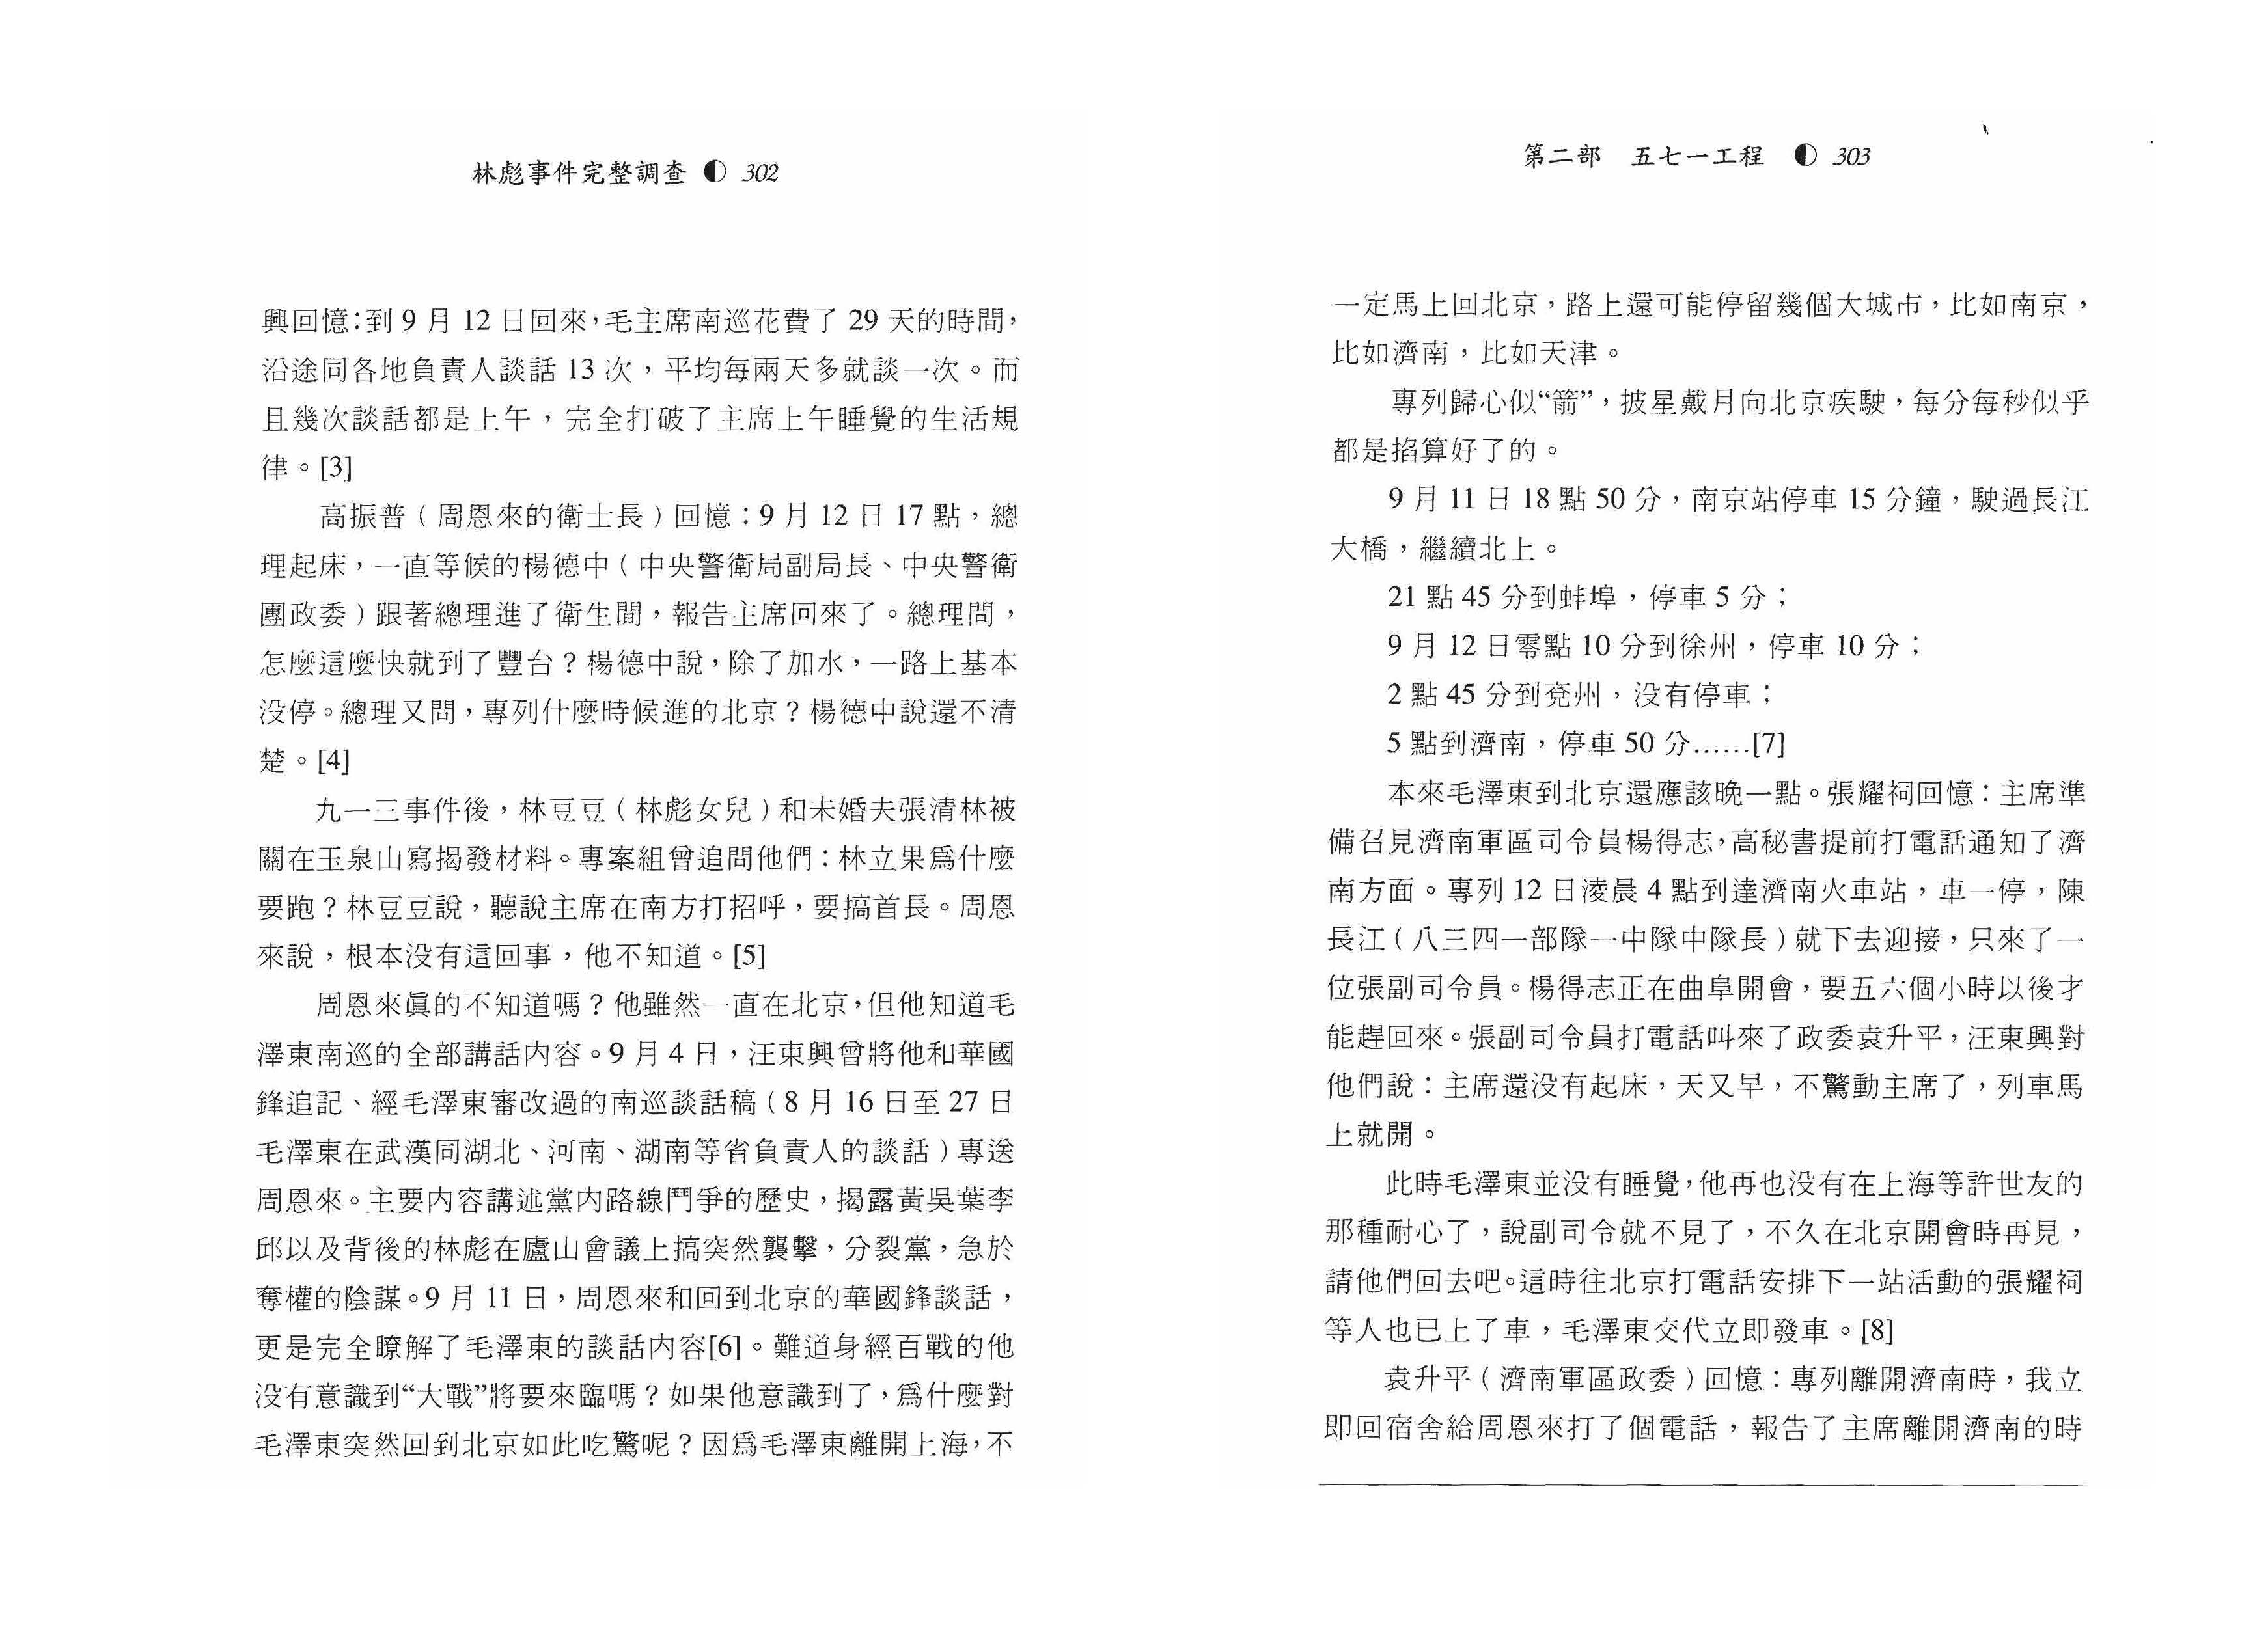 林彪事件完整調查 ◐ 302
興回憶：到 9 月 12 日回來，毛主席南巡花費了 29 天的時間，
沿途同各地負責人談話 13 次，平均每兩天多就談一次。而
且幾次談話都是上午，完全打破了主席上午睡覺的生活規
律。[3]
高振普（周恩來的衛士長）回憶：9 月 12 日 17 點，總
理起床，一直等候的楊德中（中央警衛局副局長、中央警衛
團政委）跟著總理進了衛生間，報告主席回來了。總理問，
怎麼這麼快就到了豐台？楊德中說，除了加水，一路上基本
没停。總理又問，專列什麼時候進的北京？楊德中說還不清
楚。[4]
九一三事件後，林豆豆（林彪女兒）和未婚夫張清林被
關在玉泉山寫揭發材料。專案組曾追問他們：林立果爲什麼
要跑？林豆豆說，聽說主席在南方打招呼，要搞首長。周恩
來說，根本没有這回事，他不知道。[5]
周恩來眞的不知道嗎？他雖然一直在北京，但他知道毛
澤東南巡的全部講話内容。9 月 4 日，汪東興曾將他和華國
鋒追記、經毛澤東審改過的南巡談話稿（8 月 16 日至 27 日
毛澤東在武漢同湖北、河南、湖南等省負責人的談話）專送
周恩來。主要内容講述黨内路線鬥爭的歷史，揭露黃吳葉李
邱以及背後的林彪在廬山會議上搞突然襲擊，分裂黨，急於
奪權的陰謀。9 月 11 日，周恩來和回到北京的華國鋒談話，
更是完全瞭解了毛澤東的談話内容[6]。難道身經百戰的他
没有意識到“大戰”將要來臨嗎？如果他意識到了，爲什麼對
毛澤東突然回到北京如此吃驚呢？因爲毛澤東離開上海，不
第二部 五七一工程 ◐ 303
一定馬上回北京，路上還可能停留幾個大城市，比如南京，
比如濟南，比如天津。
專列歸心似“箭”，披星戴月向北京疾駛，每分每秒似乎
都是掐算好了的。
9 月 11 日 18 點 50 分，南京站停車 15 分鐘，駛過長江
大橋，繼續北上。
21 點 45 分到蚌埠，停車 5 分；
9 月 12 日零點 10 分到徐州，停車 10 分；
2 點 45 分到兗州，没有停車；
5 點到濟南，停車 50 分……[7]
本來毛澤東到北京還應該晚一點。張耀祠回憶：主席準
備召見濟南軍區司令員楊得志，高秘書提前打電話通知了濟
南方面。專列 12 日淩晨 4 點到達濟南火車站，車一停，陳
長江（八三四一部隊一中隊中隊長）就下去迎接，只來了一
位張副司令員。楊得志正在曲阜開會，要五六個小時以後才
能趕回來。張副司令員打電話叫來了政委袁升平，汪東興對
他們說：主席還没有起床，天又早，不驚動主席了，列車馬
上就開。
此時毛澤東並没有睡覺，他再也没有在上海等許世友的
那種耐心了，說副司令就不見了，不久在北京開會時再見，
請他們回去吧。這時往北京打電話安排下一站活動的張耀祠
等人也已上了車，毛澤東交代立即發車。[8]
袁升平（濟南軍區政委）回憶：專列離開濟南時，我立
即回宿舍給周恩來打了個電話，報告了主席離開濟南的時